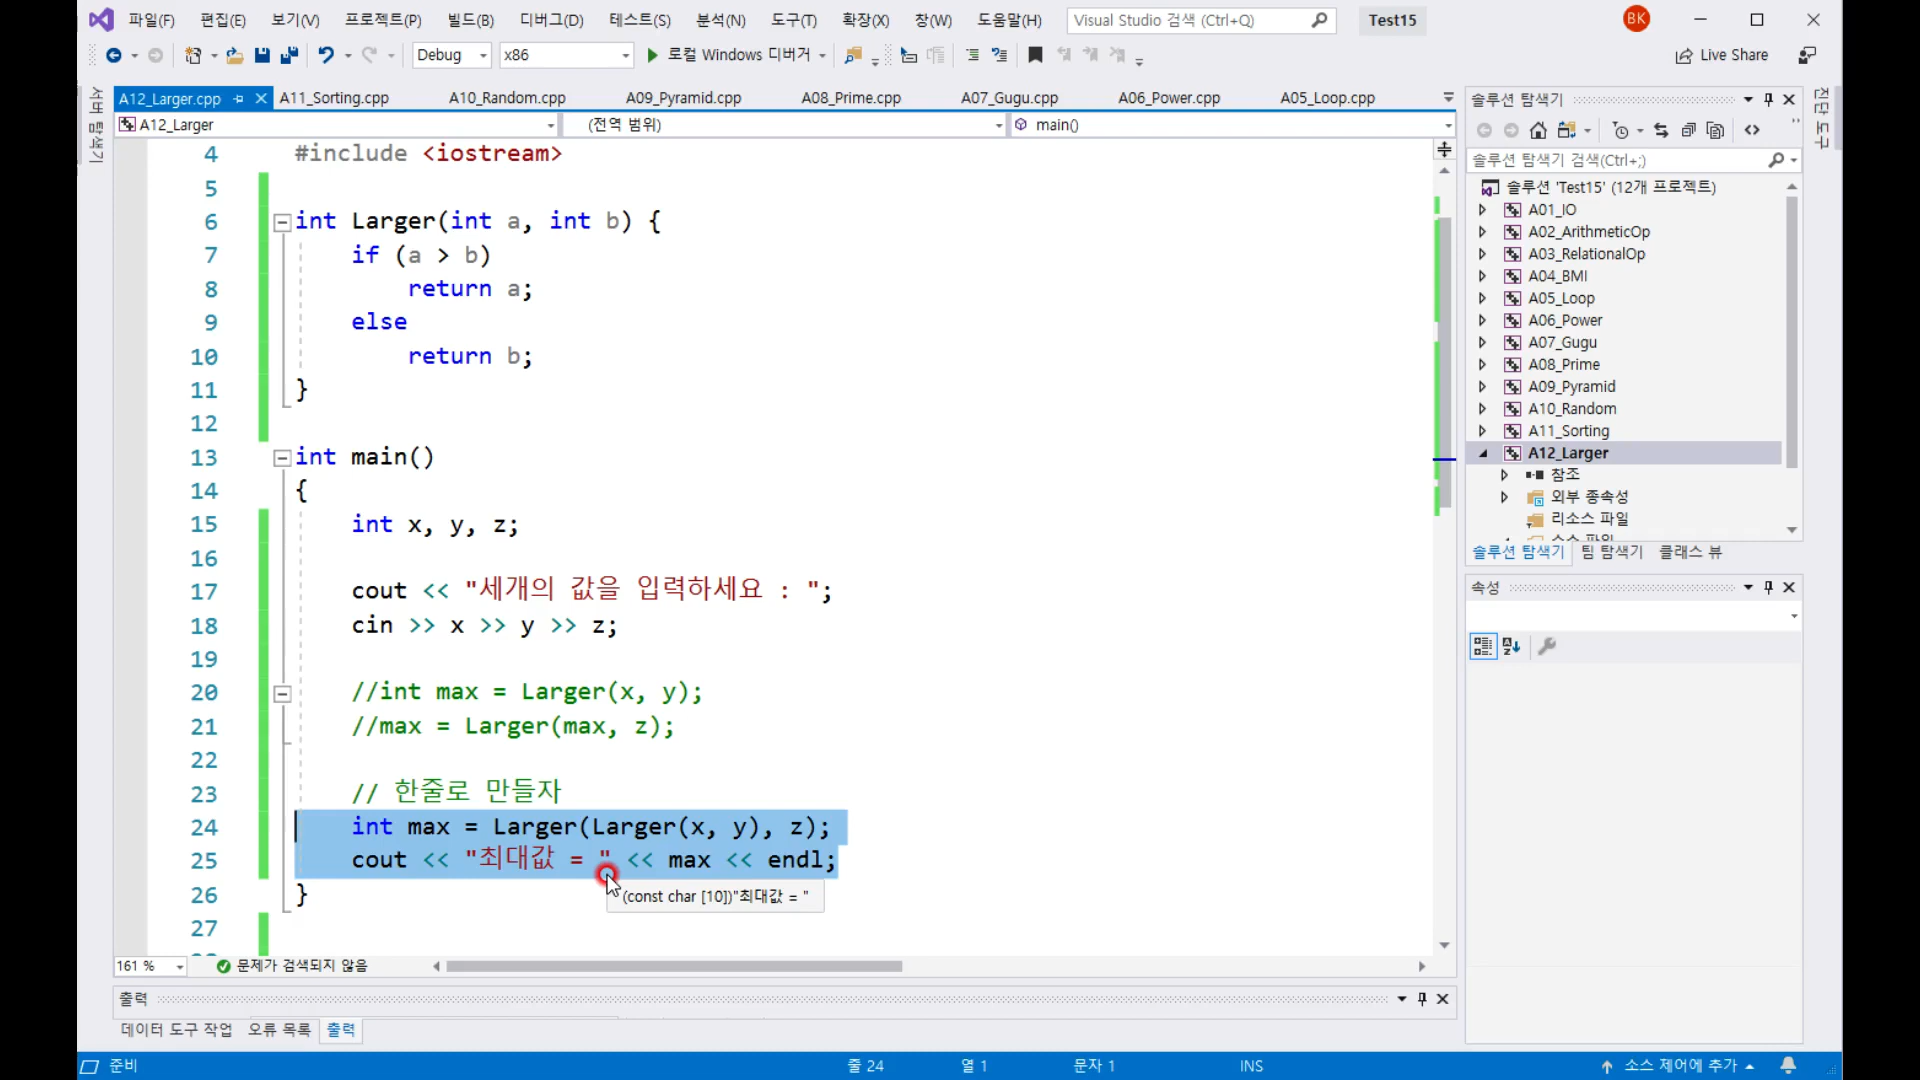 파일(F) 편집(E) 보기(V) 프로젝트(P) 빌드(B) 디버그(D) 테스트(S) 분석(N) 도구(T) 확장(X) 창(W) 도움말(H) Visual Studio 검색 (Ctrl+Q) Test15 BK
Debug x86 로컬 Windows 디버거 Live Share
서버 탐색기
A12_Larger.cpp A11_Sorting.cpp A10_Random.cpp A09_Pyramid.cpp A08_Prime.cpp A07_Gugu.cpp A06_Power.cpp A05_Loop.cpp
A12_Larger (전역 범위) main()
4 #include <iostream>
5
6 int Larger(int a, int b) {
7 if (a > b)
8 return a;
9 else
10 return b;
11 }
12
13 int main()
14 {
15 int x, y, z;
16
17 cout << "세개의 값을 입력하세요 : ";
18 cin >> x >> y >> z;
19
20 //int max = Larger(x, y);
21 //max = Larger(max, z);
22
23 // 한줄로 만들자
24 int max = Larger(Larger(x, y), z);
25 cout << "최대값 = " << max << endl;
26 }
(const char [10])"최대값 = "
27
161 % 문제가 검색되지 않음
출력
데이터 도구 작업 오류 목록 출력
솔루션 탐색기
솔루션 탐색기 검색(Ctrl+;)
솔루션 'Test15' (12개 프로젝트)
A01_IO
A02_ArithmeticOp
A03_RelationalOp
A04_BMI
A05_Loop
A06_Power
A07_Gugu
A08_Prime
A09_Pyramid
A10_Random
A11_Sorting
A12_Larger
참조
외부 종속성
리소스 파일
소스 파일
솔루션 탐색기 팀 탐색기 클래스 뷰
속성
진단 도구
준비 줄 24 열 1 문자 1 INS 소스 제어에 추가